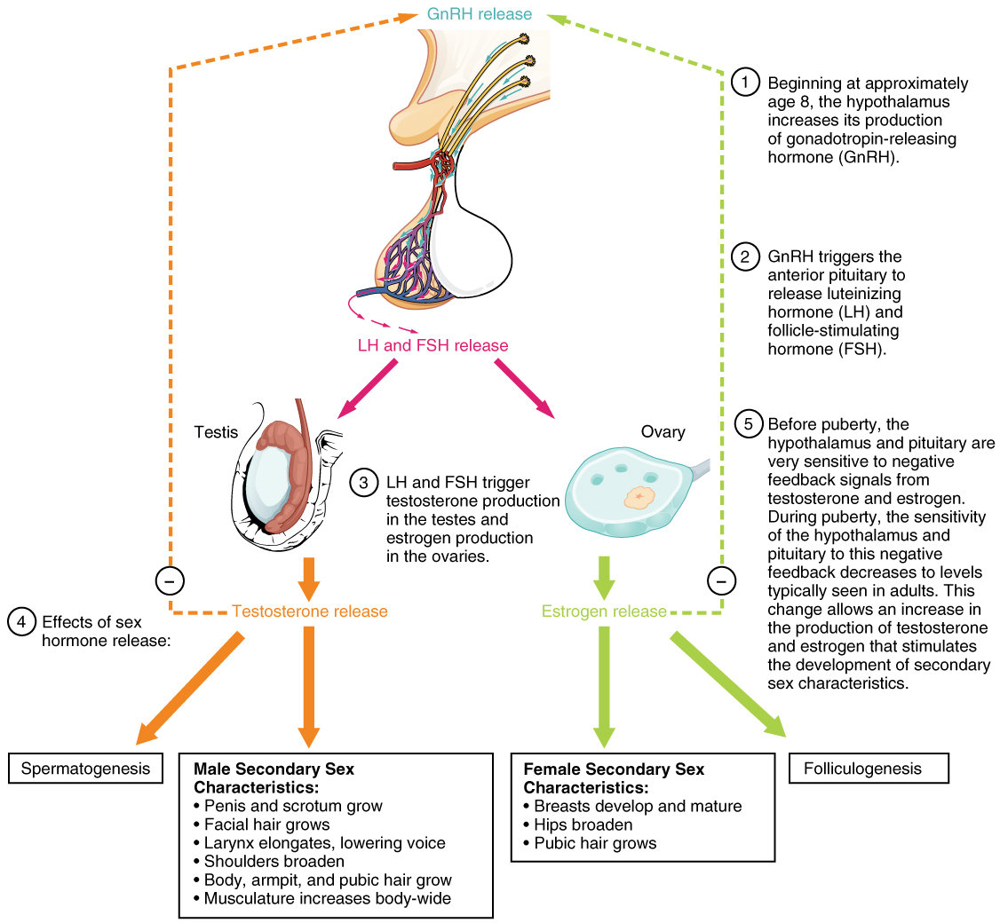 GnRH release
1
Beginning at approximately
age 8, the hypothalamus
increases its production
of gonadotropin-releasing
hormone (GnRH).
2
GnRH triggers the
anterior pituitary to
release luteinizing
hormone (LH) and
follicle-stimulating
hormone (FSH).
LH and FSH release
Testis
Ovary
3
LH and FSH trigger
testosterone production
in the testes and
estrogen production
in the ovaries.
5
Before puberty, the
hypothalamus and pituitary are
very sensitive to negative
feedback signals from
testosterone and estrogen.
During puberty, the sensitivity
of the hypothalamus and
pituitary to this negative
feedback decreases to levels
typically seen in adults. This
change allows an increase in
the production of testosterone
and estrogen that stimulates
the development of secondary
sex characteristics.
–
–
Testosterone release
Estrogen release
4
Effects of sex
hormone release:
Spermatogenesis
Male Secondary Sex
Characteristics:
• Penis and scrotum grow
• Facial hair grows
• Larynx elongates, lowering voice
• Shoulders broaden
• Body, armpit, and pubic hair grow
• Musculature increases body-wide
Female Secondary Sex
Characteristics:
• Breasts develop and mature
• Hips broaden
• Pubic hair grows
Folliculogenesis